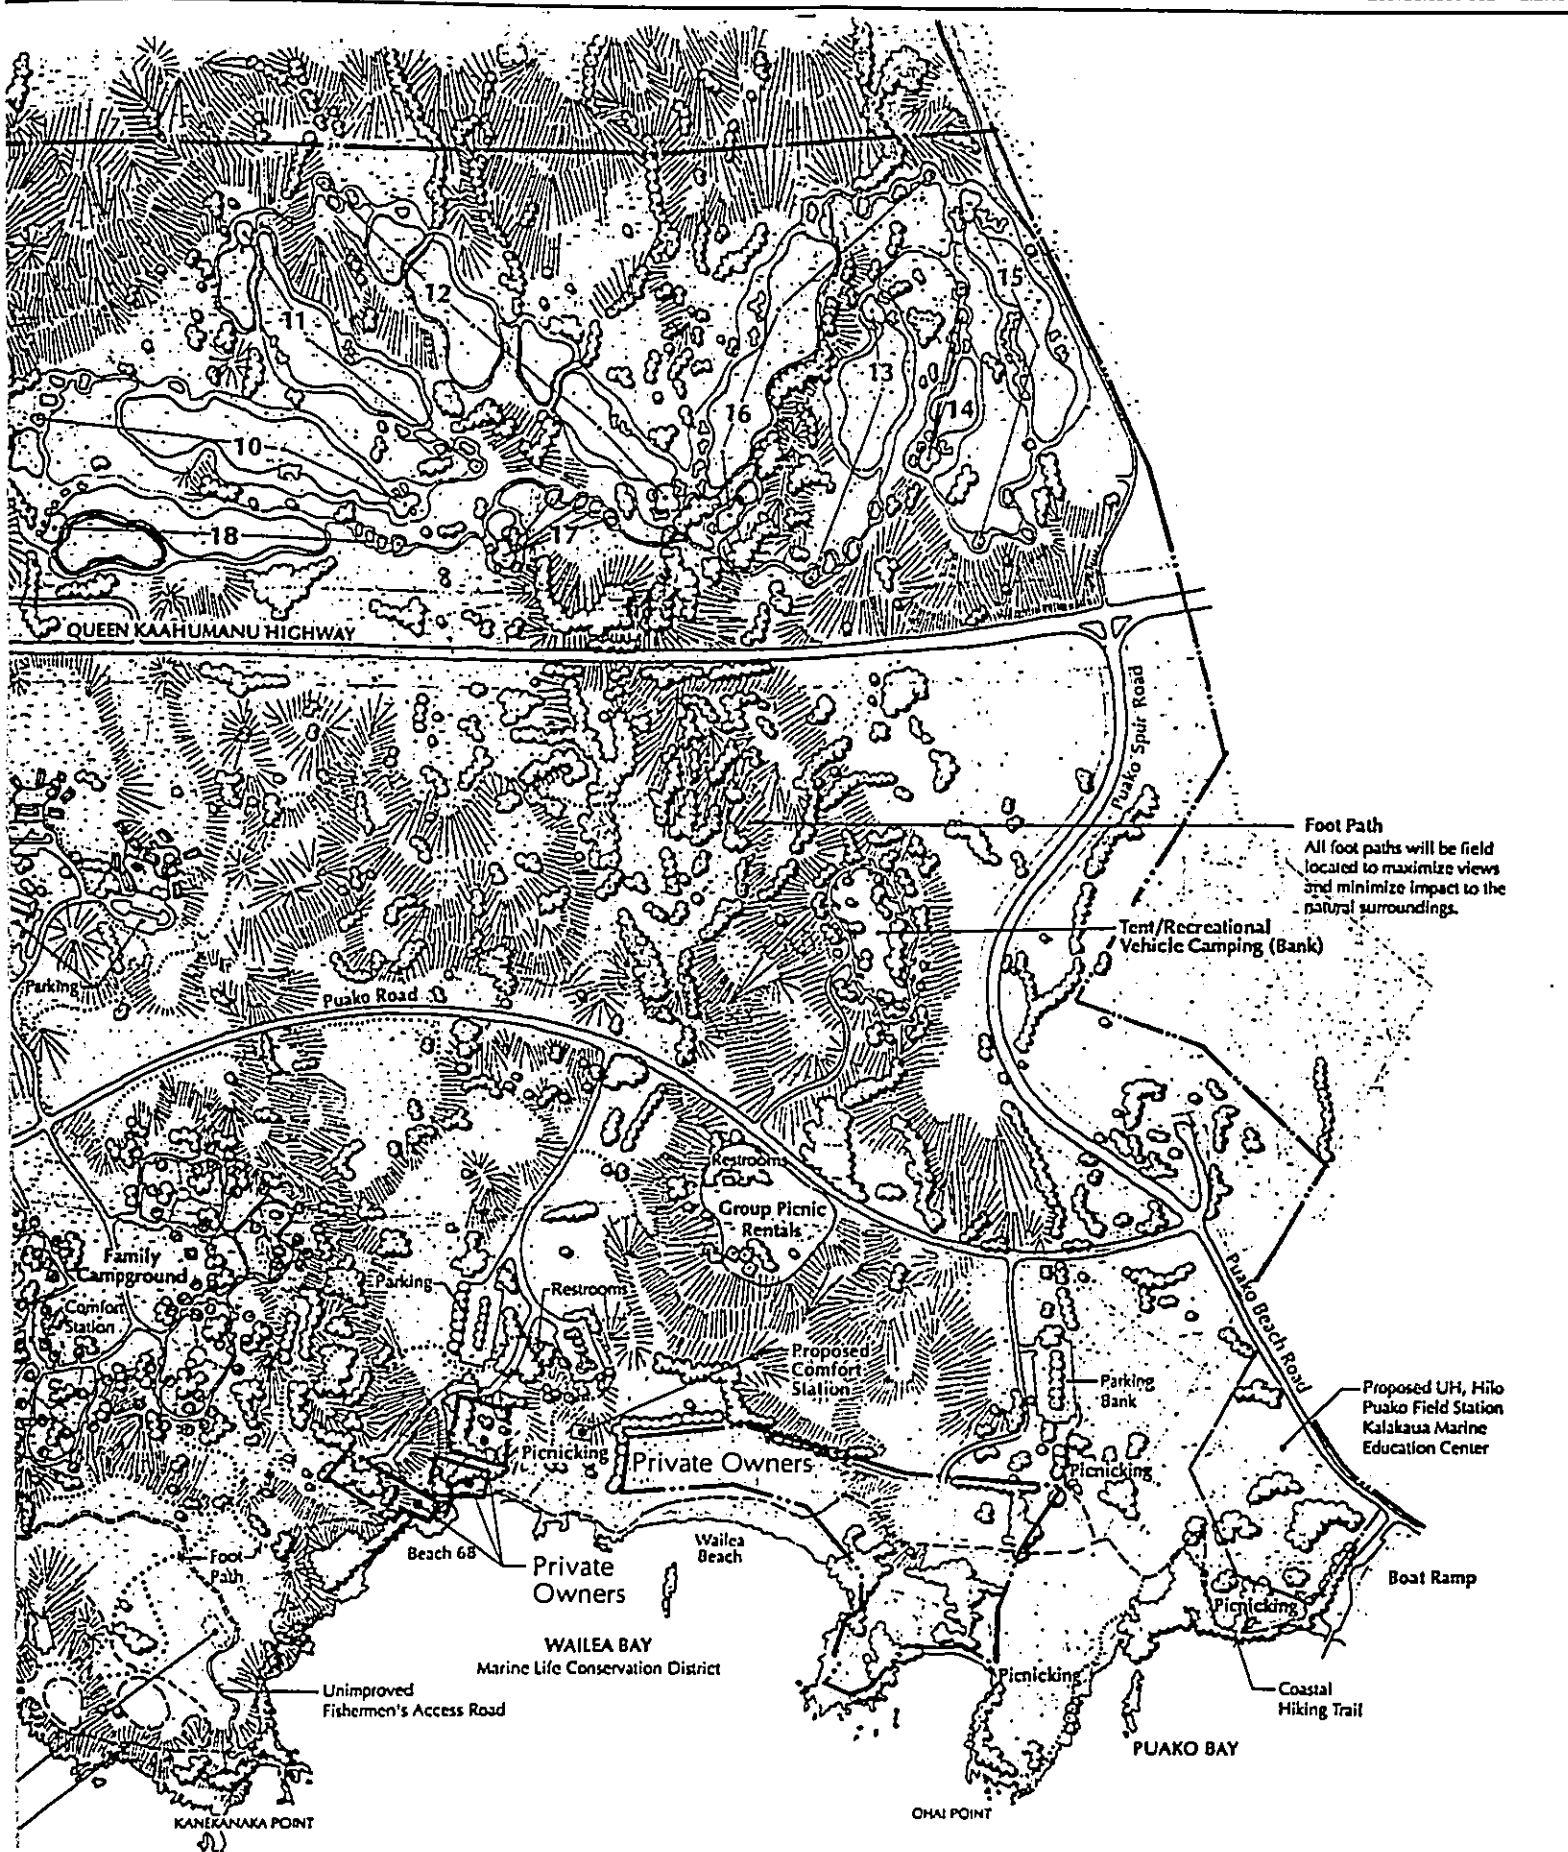 12
15
11
13
16
14
10
18
17
QUEEN KAAHUMANU HIGHWAY
Puako Spur Road
Foot Path
All foot paths will be field
located to maximize views
and minimize impact to the
natural surroundings.
Tent/Recreational
Vehicle Camping (Bank)
Parking
Puako Road
Restrooms
Group Picnic
Rentals
Family
Campground
Comfort
Station
Parking
Restrooms
Puako Beach Road
Proposed
Comfort
Station
Parking
Bank
Proposed UH, Hilo
Puako Field Station
Kalakaua Marine
Education Center
Picnicking
Private Owners
Picnicking
Foot
Path
Beach 68
Private
Owners
Wailea
Beach
Boat Ramp
Picnicking
WAILEA BAY
Marine Life Conservation District
Picnicking
Unimproved
Fishermen's Access Road
Coastal
Hiking Trail
PUAKO BAY
KANEKANAKA POINT
OHAI POINT